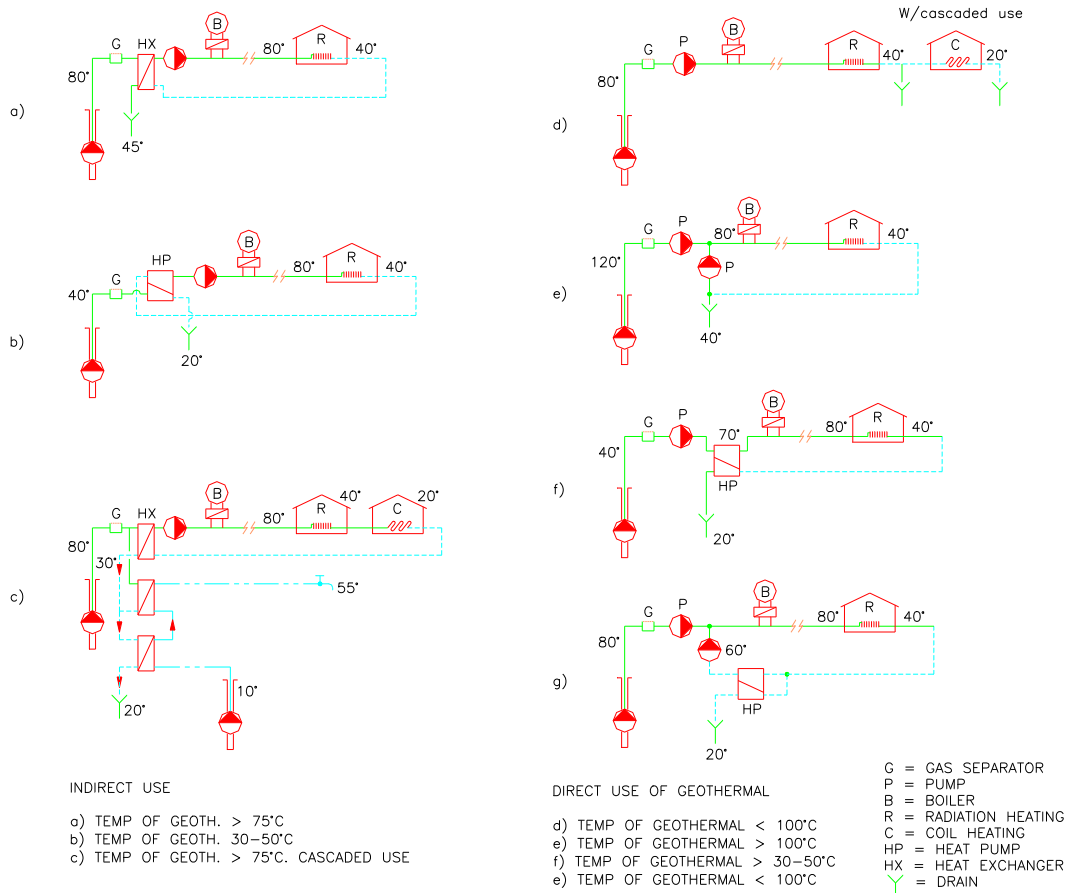 W/cascaded use
a)
80°
G
HX
B
80°
R
40°
45°
b)
40°
G
HP
B
80°
R
40°
20°
c)
80°
G
HX
B
80°
R
40°
C
20°
30°
55°
10°
20°
d)
80°
G
P
B
R
40°
C
20°
e)
120°
G
P
80°
B
P
R
40°
40°
f)
40°
G
P
70°
B
80°
R
40°
HP
20°
g)
80°
G
P
B
80°
R
40°
60°
HP
20°
INDIRECT USE
a) TEMP OF GEOTH. > 75°C
b) TEMP OF GEOTH. 30-50°C
c) TEMP OF GEOTH. > 75°C. CASCADED USE
DIRECT USE OF GEOTHERMAL
d) TEMP OF GEOTHERMAL < 100°C
e) TEMP OF GEOTHERMAL > 100°C
f) TEMP OF GEOTHERMAL > 30-50°C
e) TEMP OF GEOTHERMAL < 100°C
G = GAS SEPARATOR
P = PUMP
B = BOILER
R = RADIATION HEATING
C = COIL HEATING
HP = HEAT PUMP
HX = HEAT EXCHANGER
= DRAIN